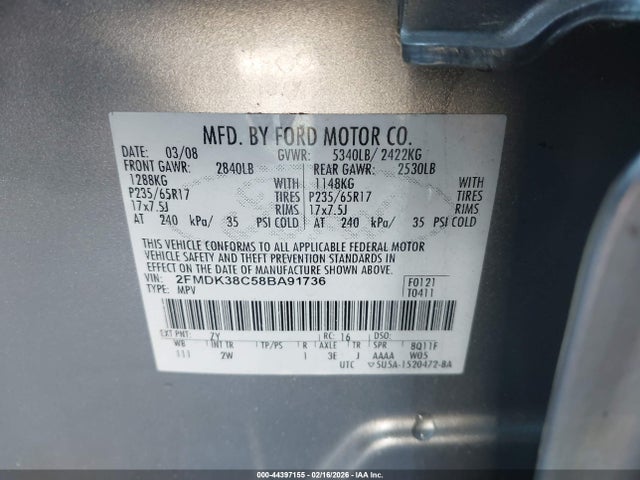 MFD. BY FORD MOTOR CO.
DATE: 03/08 GVWR: 5340LB/ 2422KG
FRONT GAWR: 2840LB REAR GAWR: 2530LB
1288KG WITH 1148KG WITH
P235/65R17 TIRES P235/65R17 TIRES
17x7.5J RIMS 17x7.5J RIMS
AT 240 kPa/ 35 PSI COLD AT 240 kPa/ 35 PSI COLD
THIS VEHICLE CONFORMS TO ALL APPLICABLE FEDERAL MOTOR
VEHICLE SAFETY AND THEFT PREVENTION STANDARDS IN
EFFECT ON THE DATE OF MANUFACTURE SHOWN ABOVE.
VIN: 2FMDK38C58BA91736 F0121
TYPE: MPV T0411
EXT PNT: ZY RC: 16 DSO:
WB INT TR TP/PS R AXLE TR SPR 8Q11F
111 2W 1 3E J AAAA W05
UTC ▽5U5A-1520472-BA
000-44397155 - 02/16/2026 - IAAI.com